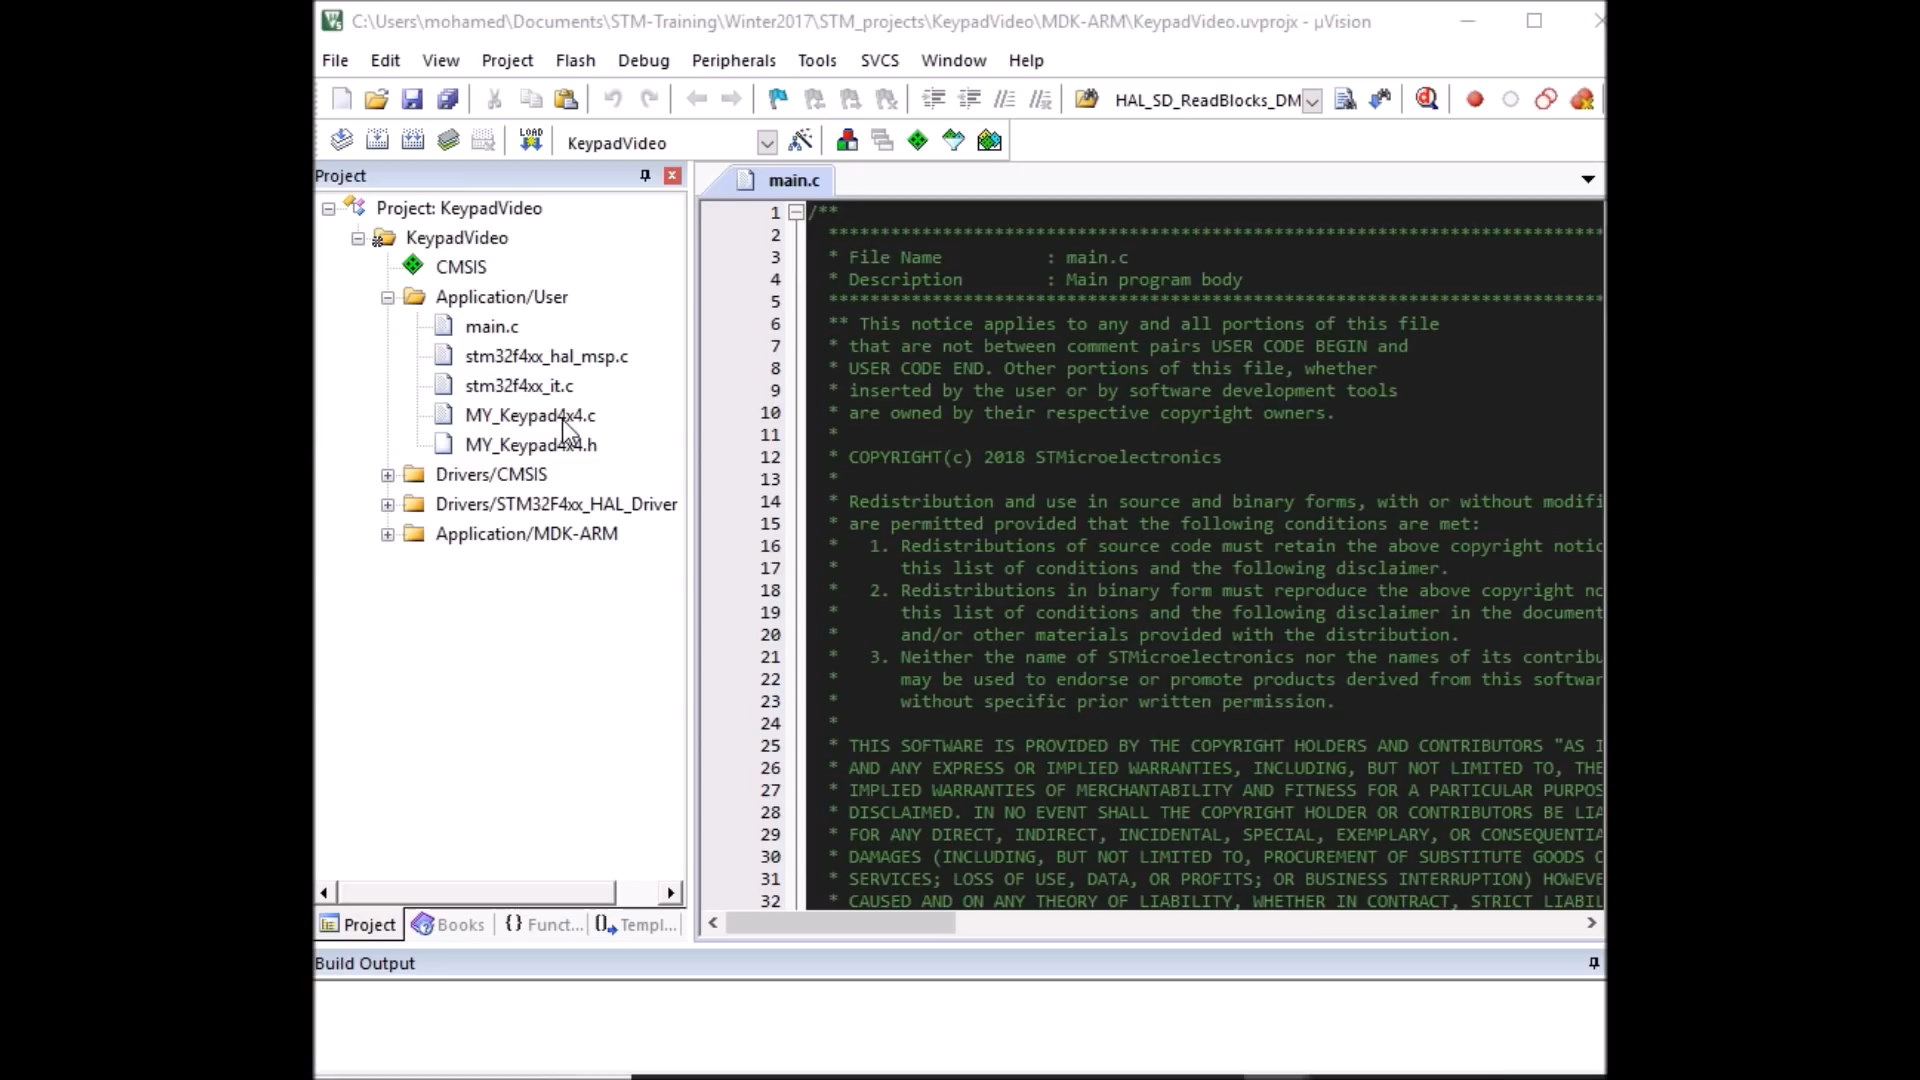 C:\Users\mohamed\Documents\STM-Training\Winter2017\STM_projects\KeypadVideo\MDK-ARM\KeypadVideo.uvprojx - µVision
File Edit View Project Flash Debug Peripherals Tools SVCS Window Help
HAL_SD_ReadBlocks_DM
LOAD KeypadVideo
Project
Project: KeypadVideo
KeypadVideo
CMSIS
Application/User
main.c
stm32f4xx_hal_msp.c
stm32f4xx_it.c
MY_Keypad4x4.c
MY_Keypad4x4.h
Drivers/CMSIS
Drivers/STM32F4xx_HAL_Driver
Application/MDK-ARM
Project Books {} Funct... Templ...
main.c
1 /**
2 ******************************************************************************
3 * File Name : main.c
4 * Description : Main program body
5 ******************************************************************************
6 ** This notice applies to any and all portions of this file
7 * that are not between comment pairs USER CODE BEGIN and
8 * USER CODE END. Other portions of this file, whether
9 * inserted by the user or by software development tools
10 * are owned by their respective copyright owners.
11 *
12 * COPYRIGHT(c) 2018 STMicroelectronics
13 *
14 * Redistribution and use in source and binary forms, with or without modifi
15 * are permitted provided that the following conditions are met:
16 * 1. Redistributions of source code must retain the above copyright notic
17 * this list of conditions and the following disclaimer.
18 * 2. Redistributions in binary form must reproduce the above copyright no
19 * this list of conditions and the following disclaimer in the document
20 * and/or other materials provided with the distribution.
21 * 3. Neither the name of STMicroelectronics nor the names of its contribu
22 * may be used to endorse or promote products derived from this softwar
23 * without specific prior written permission.
24 *
25 * THIS SOFTWARE IS PROVIDED BY THE COPYRIGHT HOLDERS AND CONTRIBUTORS "AS I
26 * AND ANY EXPRESS OR IMPLIED WARRANTIES, INCLUDING, BUT NOT LIMITED TO, THE
27 * IMPLIED WARRANTIES OF MERCHANTABILITY AND FITNESS FOR A PARTICULAR PURPOS
28 * DISCLAIMED. IN NO EVENT SHALL THE COPYRIGHT HOLDER OR CONTRIBUTORS BE LIA
29 * FOR ANY DIRECT, INDIRECT, INCIDENTAL, SPECIAL, EXEMPLARY, OR CONSEQUENTIA
30 * DAMAGES (INCLUDING, BUT NOT LIMITED TO, PROCUREMENT OF SUBSTITUTE GOODS O
31 * SERVICES; LOSS OF USE, DATA, OR PROFITS; OR BUSINESS INTERRUPTION) HOWEVE
32 * CAUSED AND ON ANY THEORY OF LIABILITY, WHETHER IN CONTRACT, STRICT LIABIL
Build Output